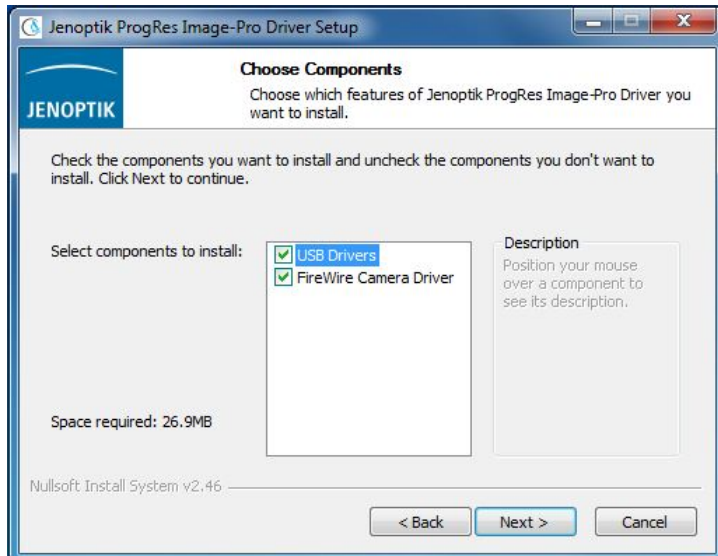 Jenoptik ProgRes Image-Pro Driver Setup
JENOPTIK
Choose Components
Choose which features of Jenoptik ProgRes Image-Pro Driver you
want to install.
Check the components you want to install and uncheck the components you don't want to
install. Click Next to continue.
Select components to install:
USB Drivers
FireWire Camera Driver
Description
Position your mouse
over a component to
see its description.
Space required: 26.9MB
Nullsoft Install System v2.46
< Back
Next >
Cancel